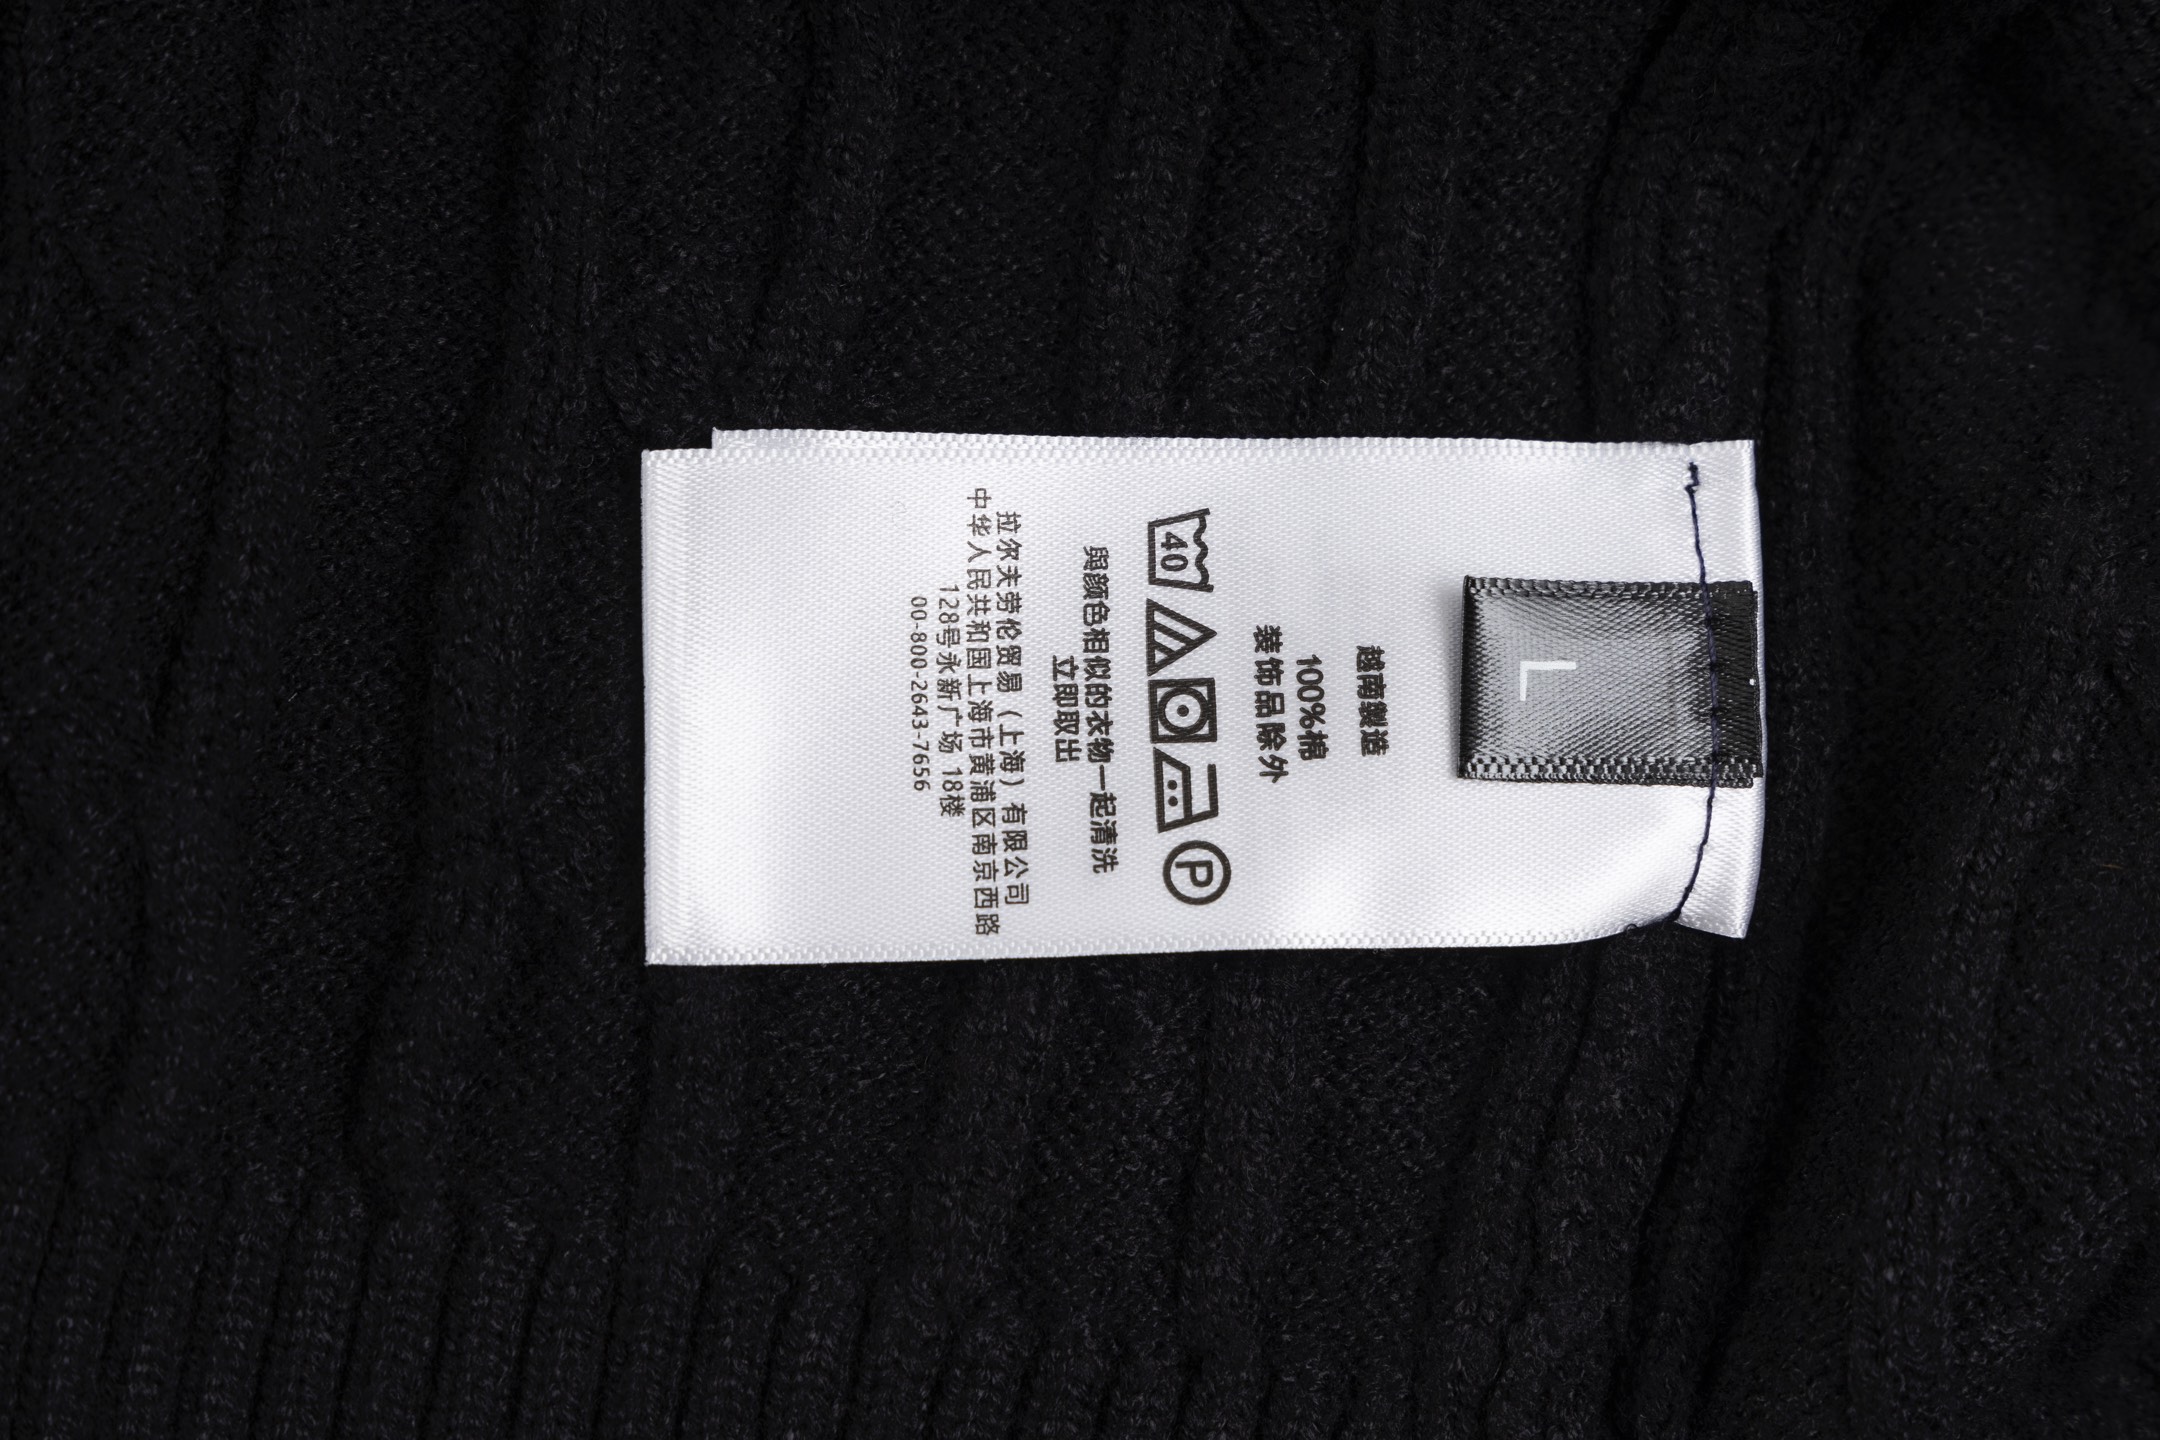 L
越南製造
100%棉
装饰品除外
40
P
與颜色相似的衣物一起清洗
立即取出
拉尔夫劳伦贸易（上海）有限公司
中华人民共和国上海市黄浦区南京西路
128号永新广场 18楼
00-800-2643-7656